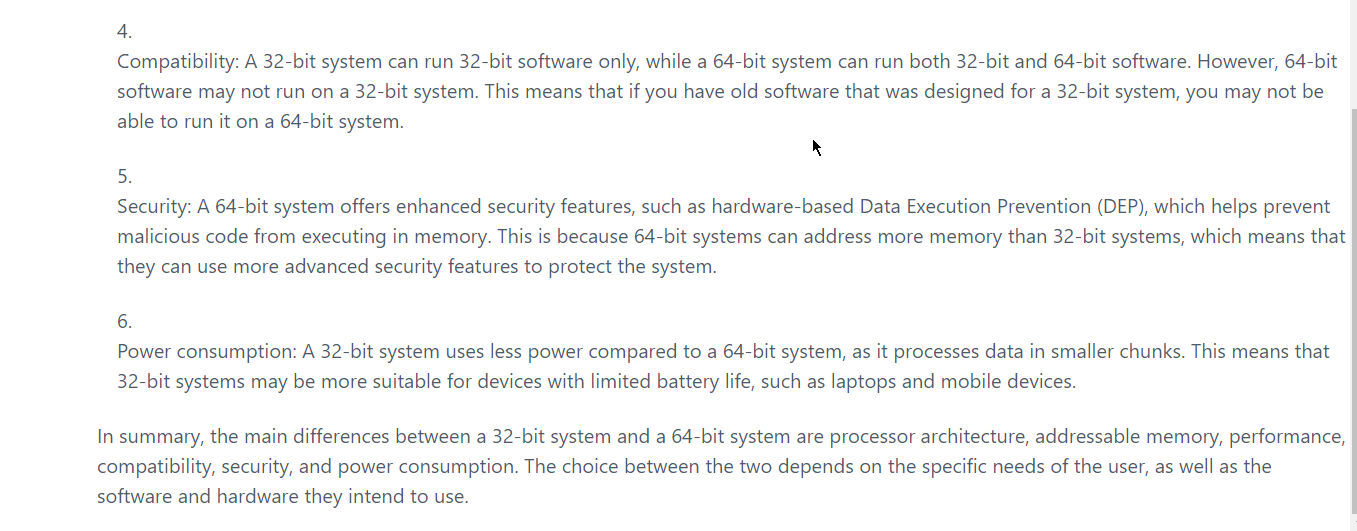 4.
Compatibility: A 32-bit system can run 32-bit software only, while a 64-bit system can run both 32-bit and 64-bit software. However, 64-bit
software may not run on a 32-bit system. This means that if you have old software that was designed for a 32-bit system, you may not be
able to run it on a 64-bit system.
5.
Security: A 64-bit system offers enhanced security features, such as hardware-based Data Execution Prevention (DEP), which helps prevent
malicious code from executing in memory. This is because 64-bit systems can address more memory than 32-bit systems, which means that
they can use more advanced security features to protect the system.
6.
Power consumption: A 32-bit system uses less power compared to a 64-bit system, as it processes data in smaller chunks. This means that
32-bit systems may be more suitable for devices with limited battery life, such as laptops and mobile devices.
In summary, the main differences between a 32-bit system and a 64-bit system are processor architecture, addressable memory, performance,
compatibility, security, and power consumption. The choice between the two depends on the specific needs of the user, as well as the
software and hardware they intend to use.